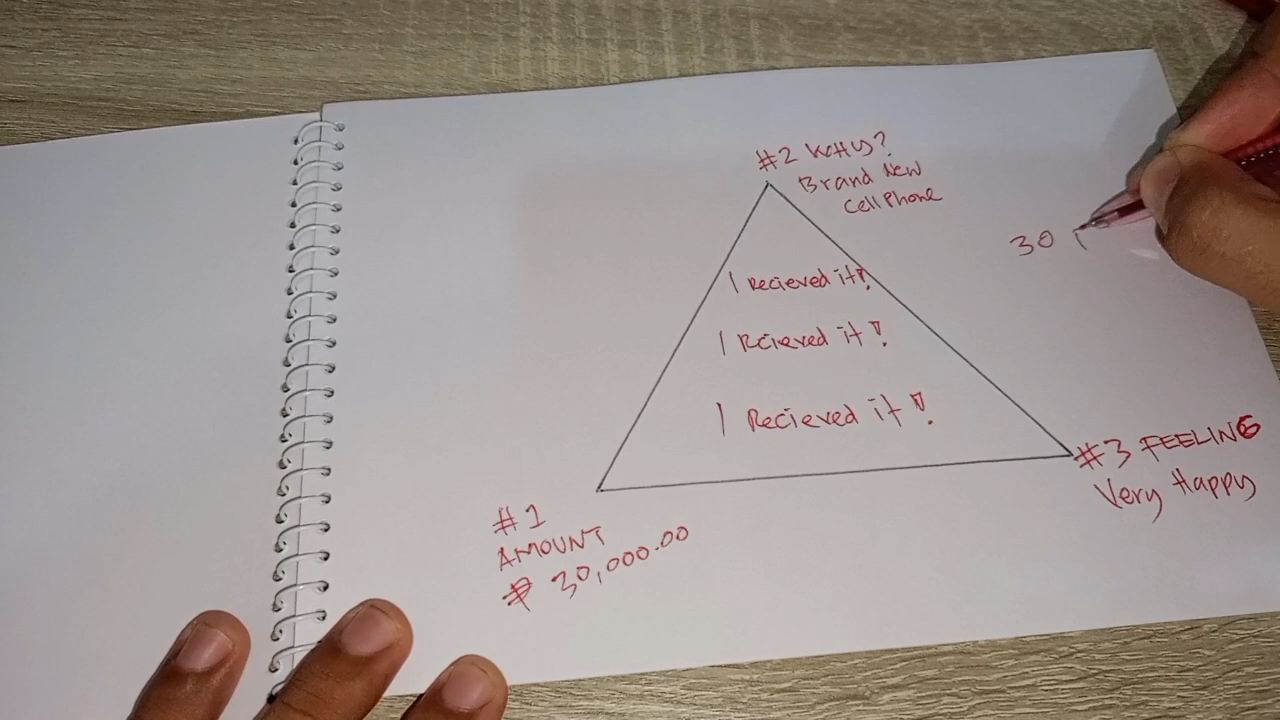 #2 WHY?
Brand New
Cell Phone
30
I Recieved it!
I Rcieved it!
I Recieved it!
#3 FEELING
Very Happy
#1
AMOUNT
₱ 30,000.00